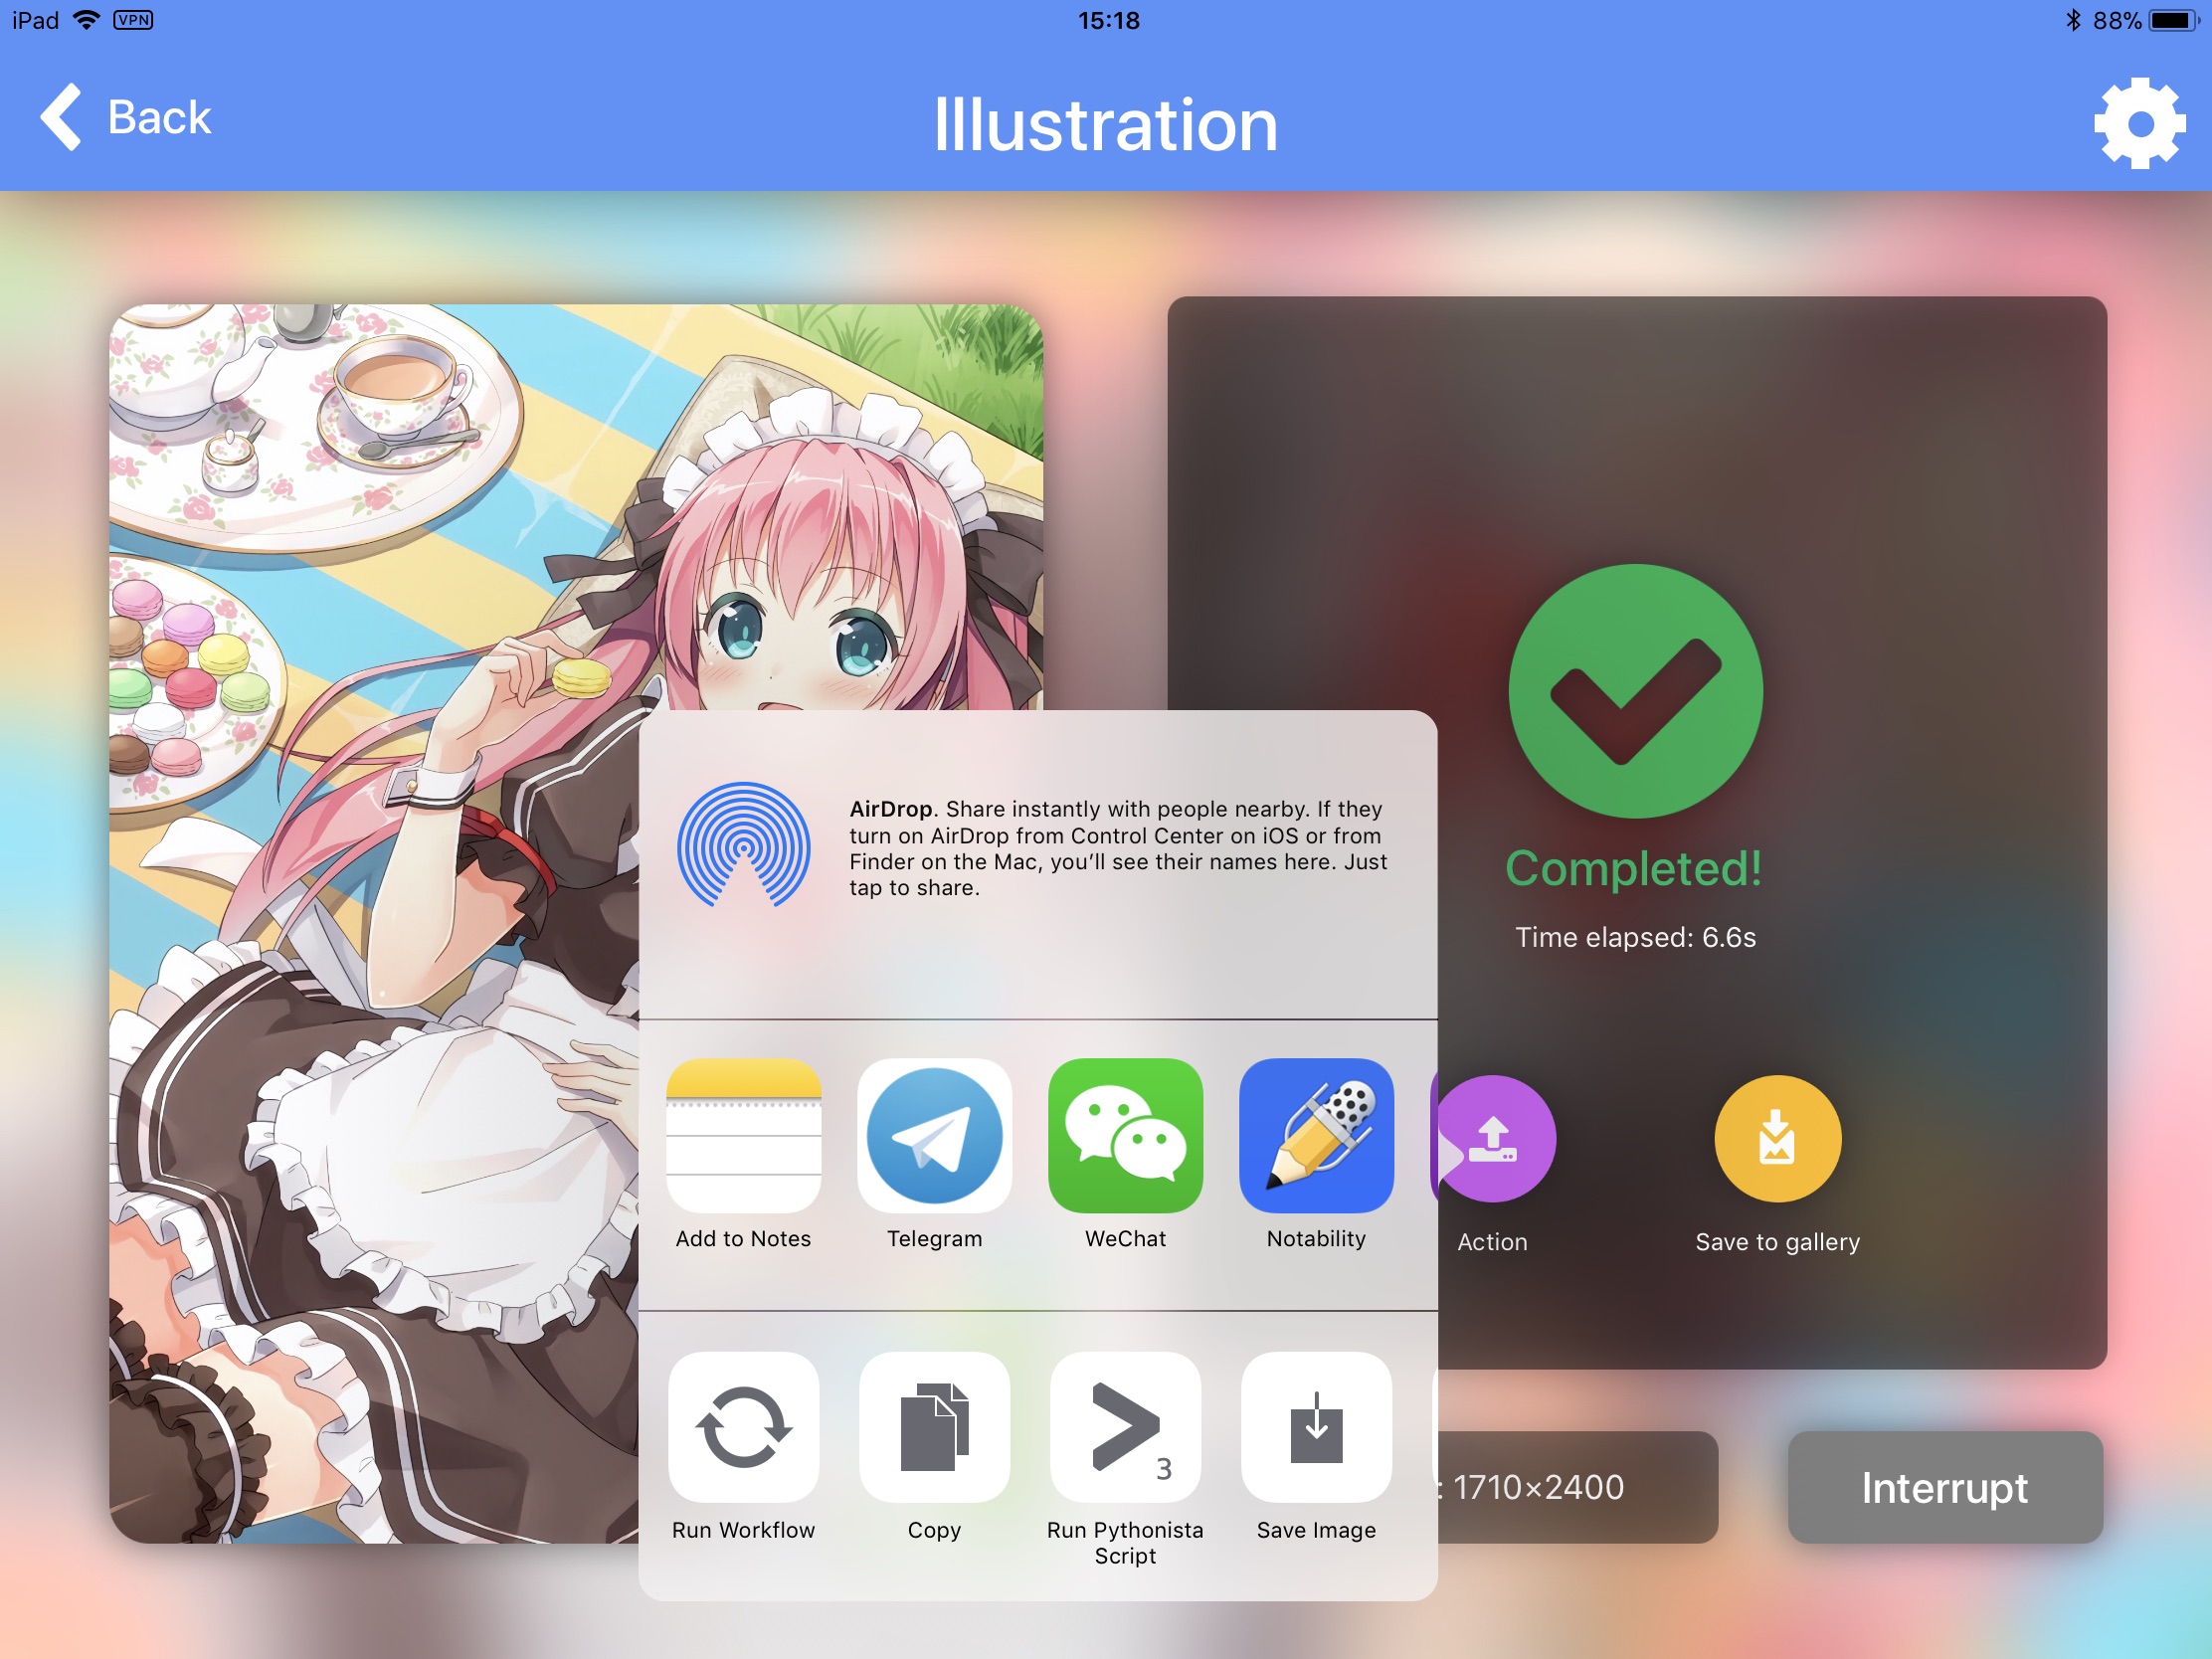 iPad VPN 15:18 88%
Back
Illustration
AirDrop. Share instantly with people nearby. If they
turn on AirDrop from Control Center on iOS or from
Finder on the Mac, you’ll see their names here. Just
tap to share.
Add to Notes
Telegram
WeChat
Notability
Run Workflow
Copy
3
Run Pythonista
Script
Save Image
Completed!
Time elapsed: 6.6s
Action
Save to gallery
: 1710×2400
Interrupt